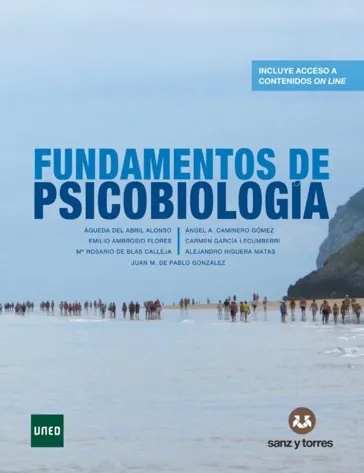 INCLUYE ACCESO A
CONTENIDOS ON LINE
FUNDAMENTOS DE
PSICOBIOLOGÍA
ÁGUEDA DEL ABRIL ALONSO
EMILIO AMBROSIO FLORES
Mª ROSARIO DE BLAS CALLEJA
ÁNGEL A. CAMINERO GÓMEZ
CARMEN GARCÍA LECUMBERRI
ALEJANDRO HIGUERA MATAS
JUAN M. DE PABLO GONZÁLEZ
UNED
sanz y torres